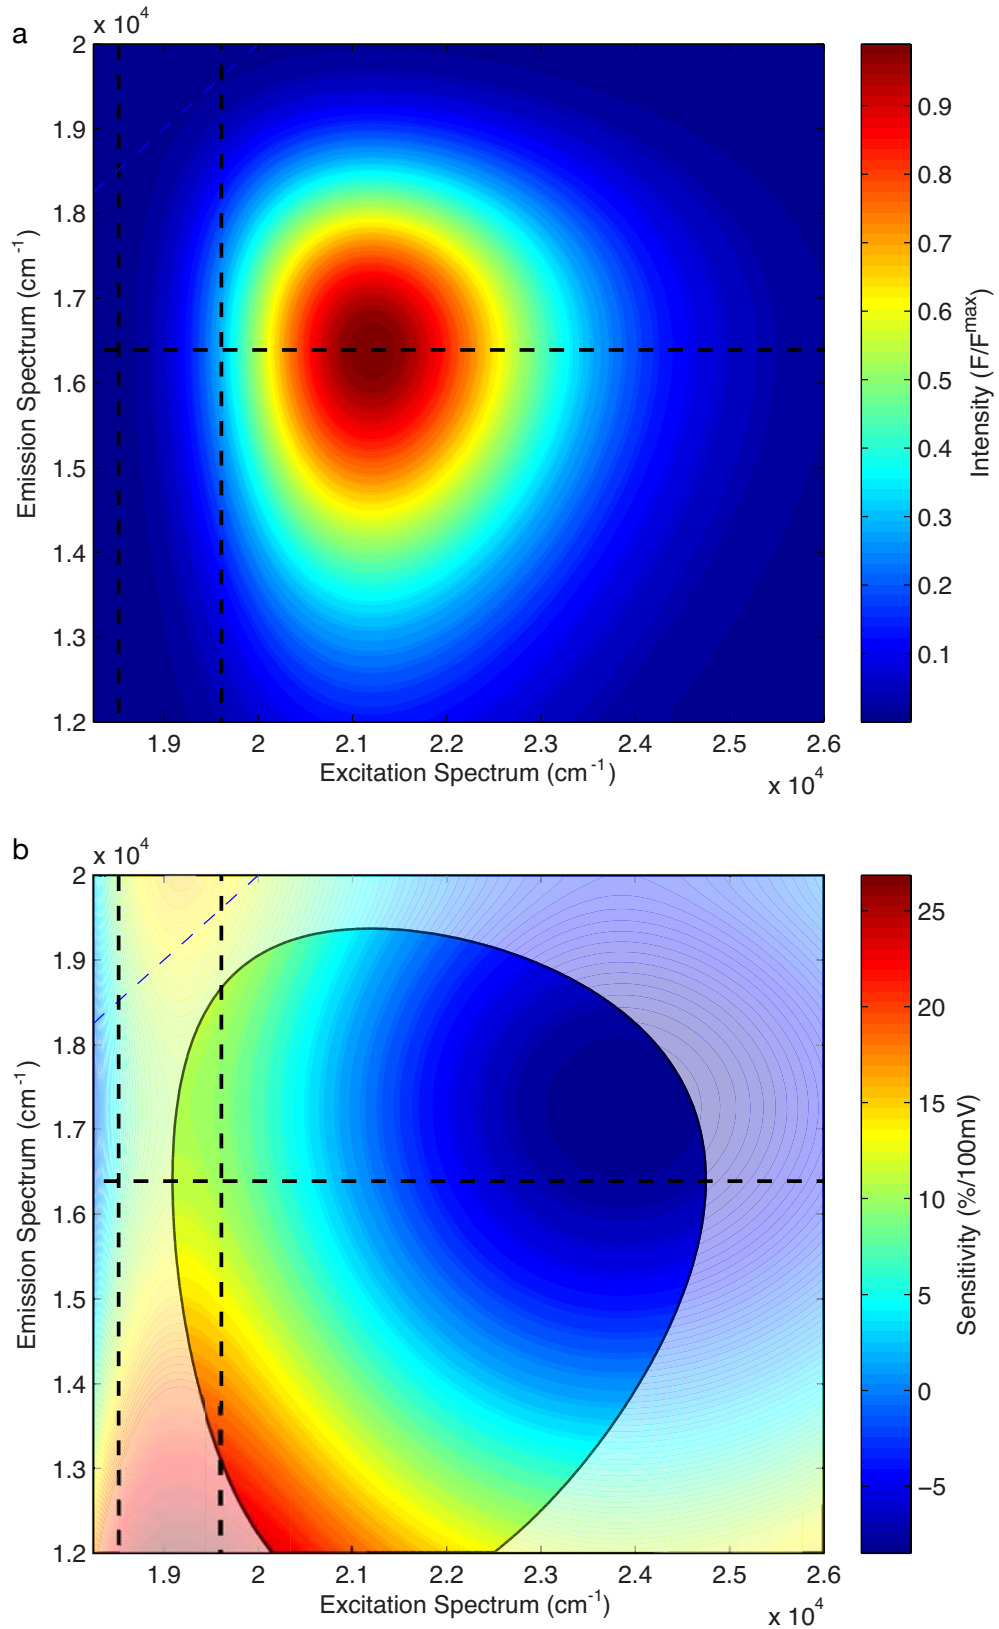 a
x 10^4
2
1.9
1.8
1.7
1.6
1.5
1.4
1.3
1.2
Emission Spectrum (cm^-1)
1.9 2 2.1 2.2 2.3 2.4 2.5 2.6
Excitation Spectrum (cm^-1)
x 10^4
0.9
0.8
0.7
0.6
0.5
0.4
0.3
0.2
0.1
Intensity (F/F^max)
b
x 10^4
2
1.9
1.8
1.7
1.6
1.5
1.4
1.3
1.2
Emission Spectrum (cm^-1)
1.9 2 2.1 2.2 2.3 2.4 2.5 2.6
Excitation Spectrum (cm^-1)
x 10^4
25
20
15
10
5
0
−5
Sensitivity (%/100mV)